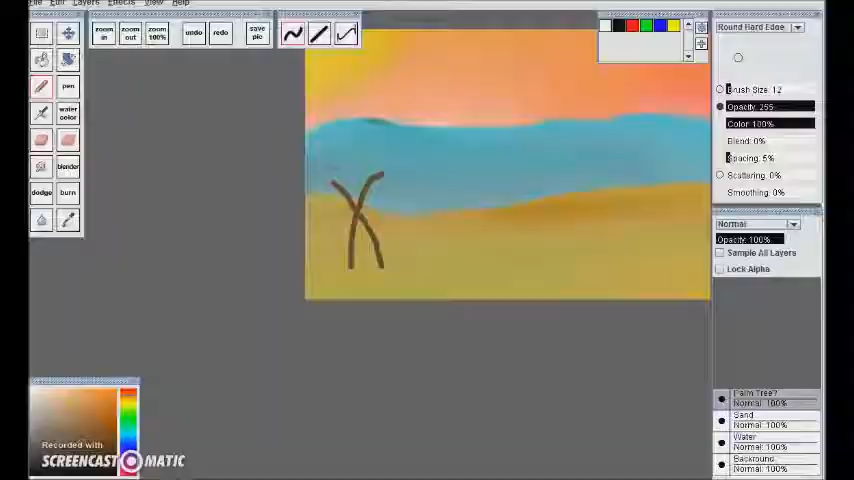 File Edit Layers Effects View Help
zoom in
zoom out
zoom 100%
undo
redo
save pic
pen
water color
blender
dodge
burn
Round Hard Edge
Brush Size: 12
Opacity: 255
Color: 100%
Blend: 0%
Spacing: 5%
Scattering: 0%
Smoothing: 0%
Normal
Opacity: 100%
Sample All Layers
Lock Alpha
Palm Tree?
Normal: 100%
Sand
Normal: 100%
Water
Normal: 100%
Backround
Normal: 100%
Recorded with
SCREENCAST MATIC